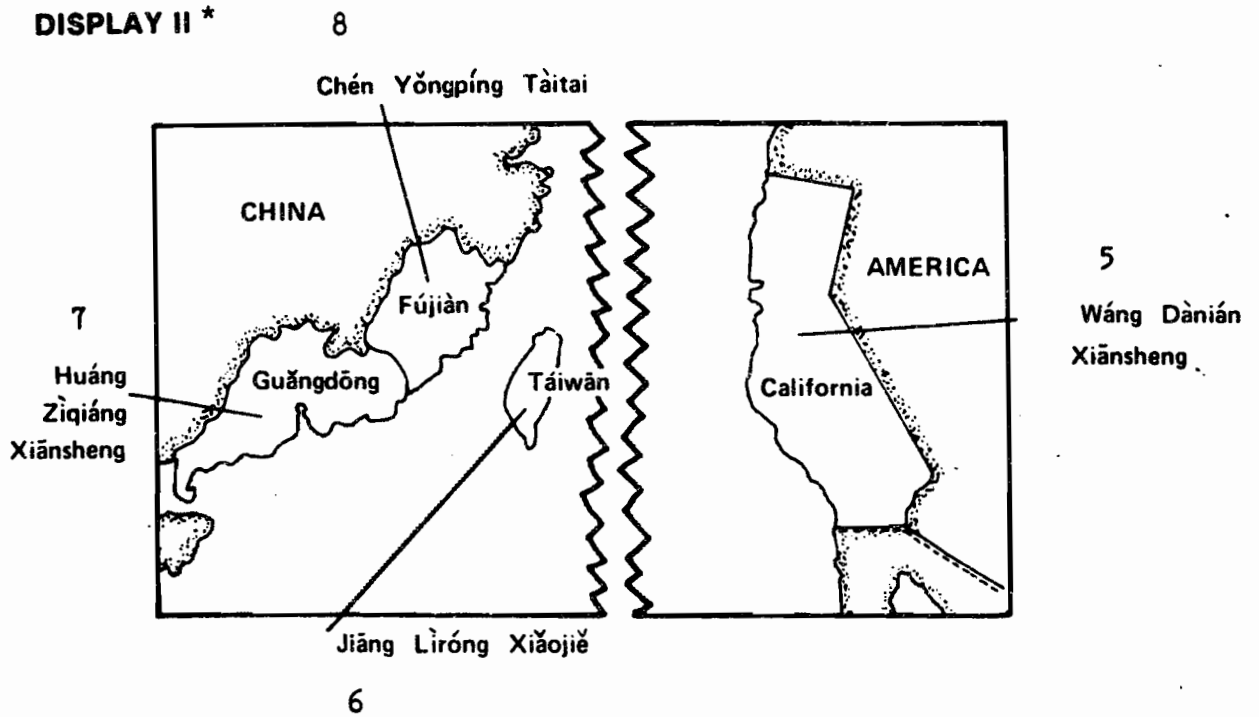 DISPLAY II *
8
Chén Yǒngpíng Tàitai
CHINA
Fújiàn
7
Huáng
Zìqiáng
Xiānsheng
Guǎngdōng
Táiwān
Jiāng Lìróng Xiǎojiě
6
AMERICA
California
5
Wáng Dànián
Xiānsheng